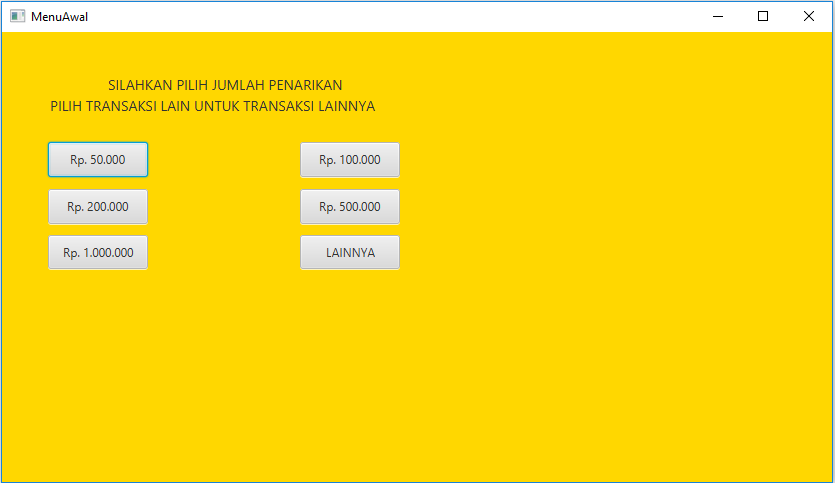 MenuAwal
SILAHKAN PILIH JUMLAH PENARIKAN
PILIH TRANSAKSI LAIN UNTUK TRANSAKSI LAINNYA
Rp. 50.000
Rp. 100.000
Rp. 200.000
Rp. 500.000
Rp. 1.000.000
LAINNYA